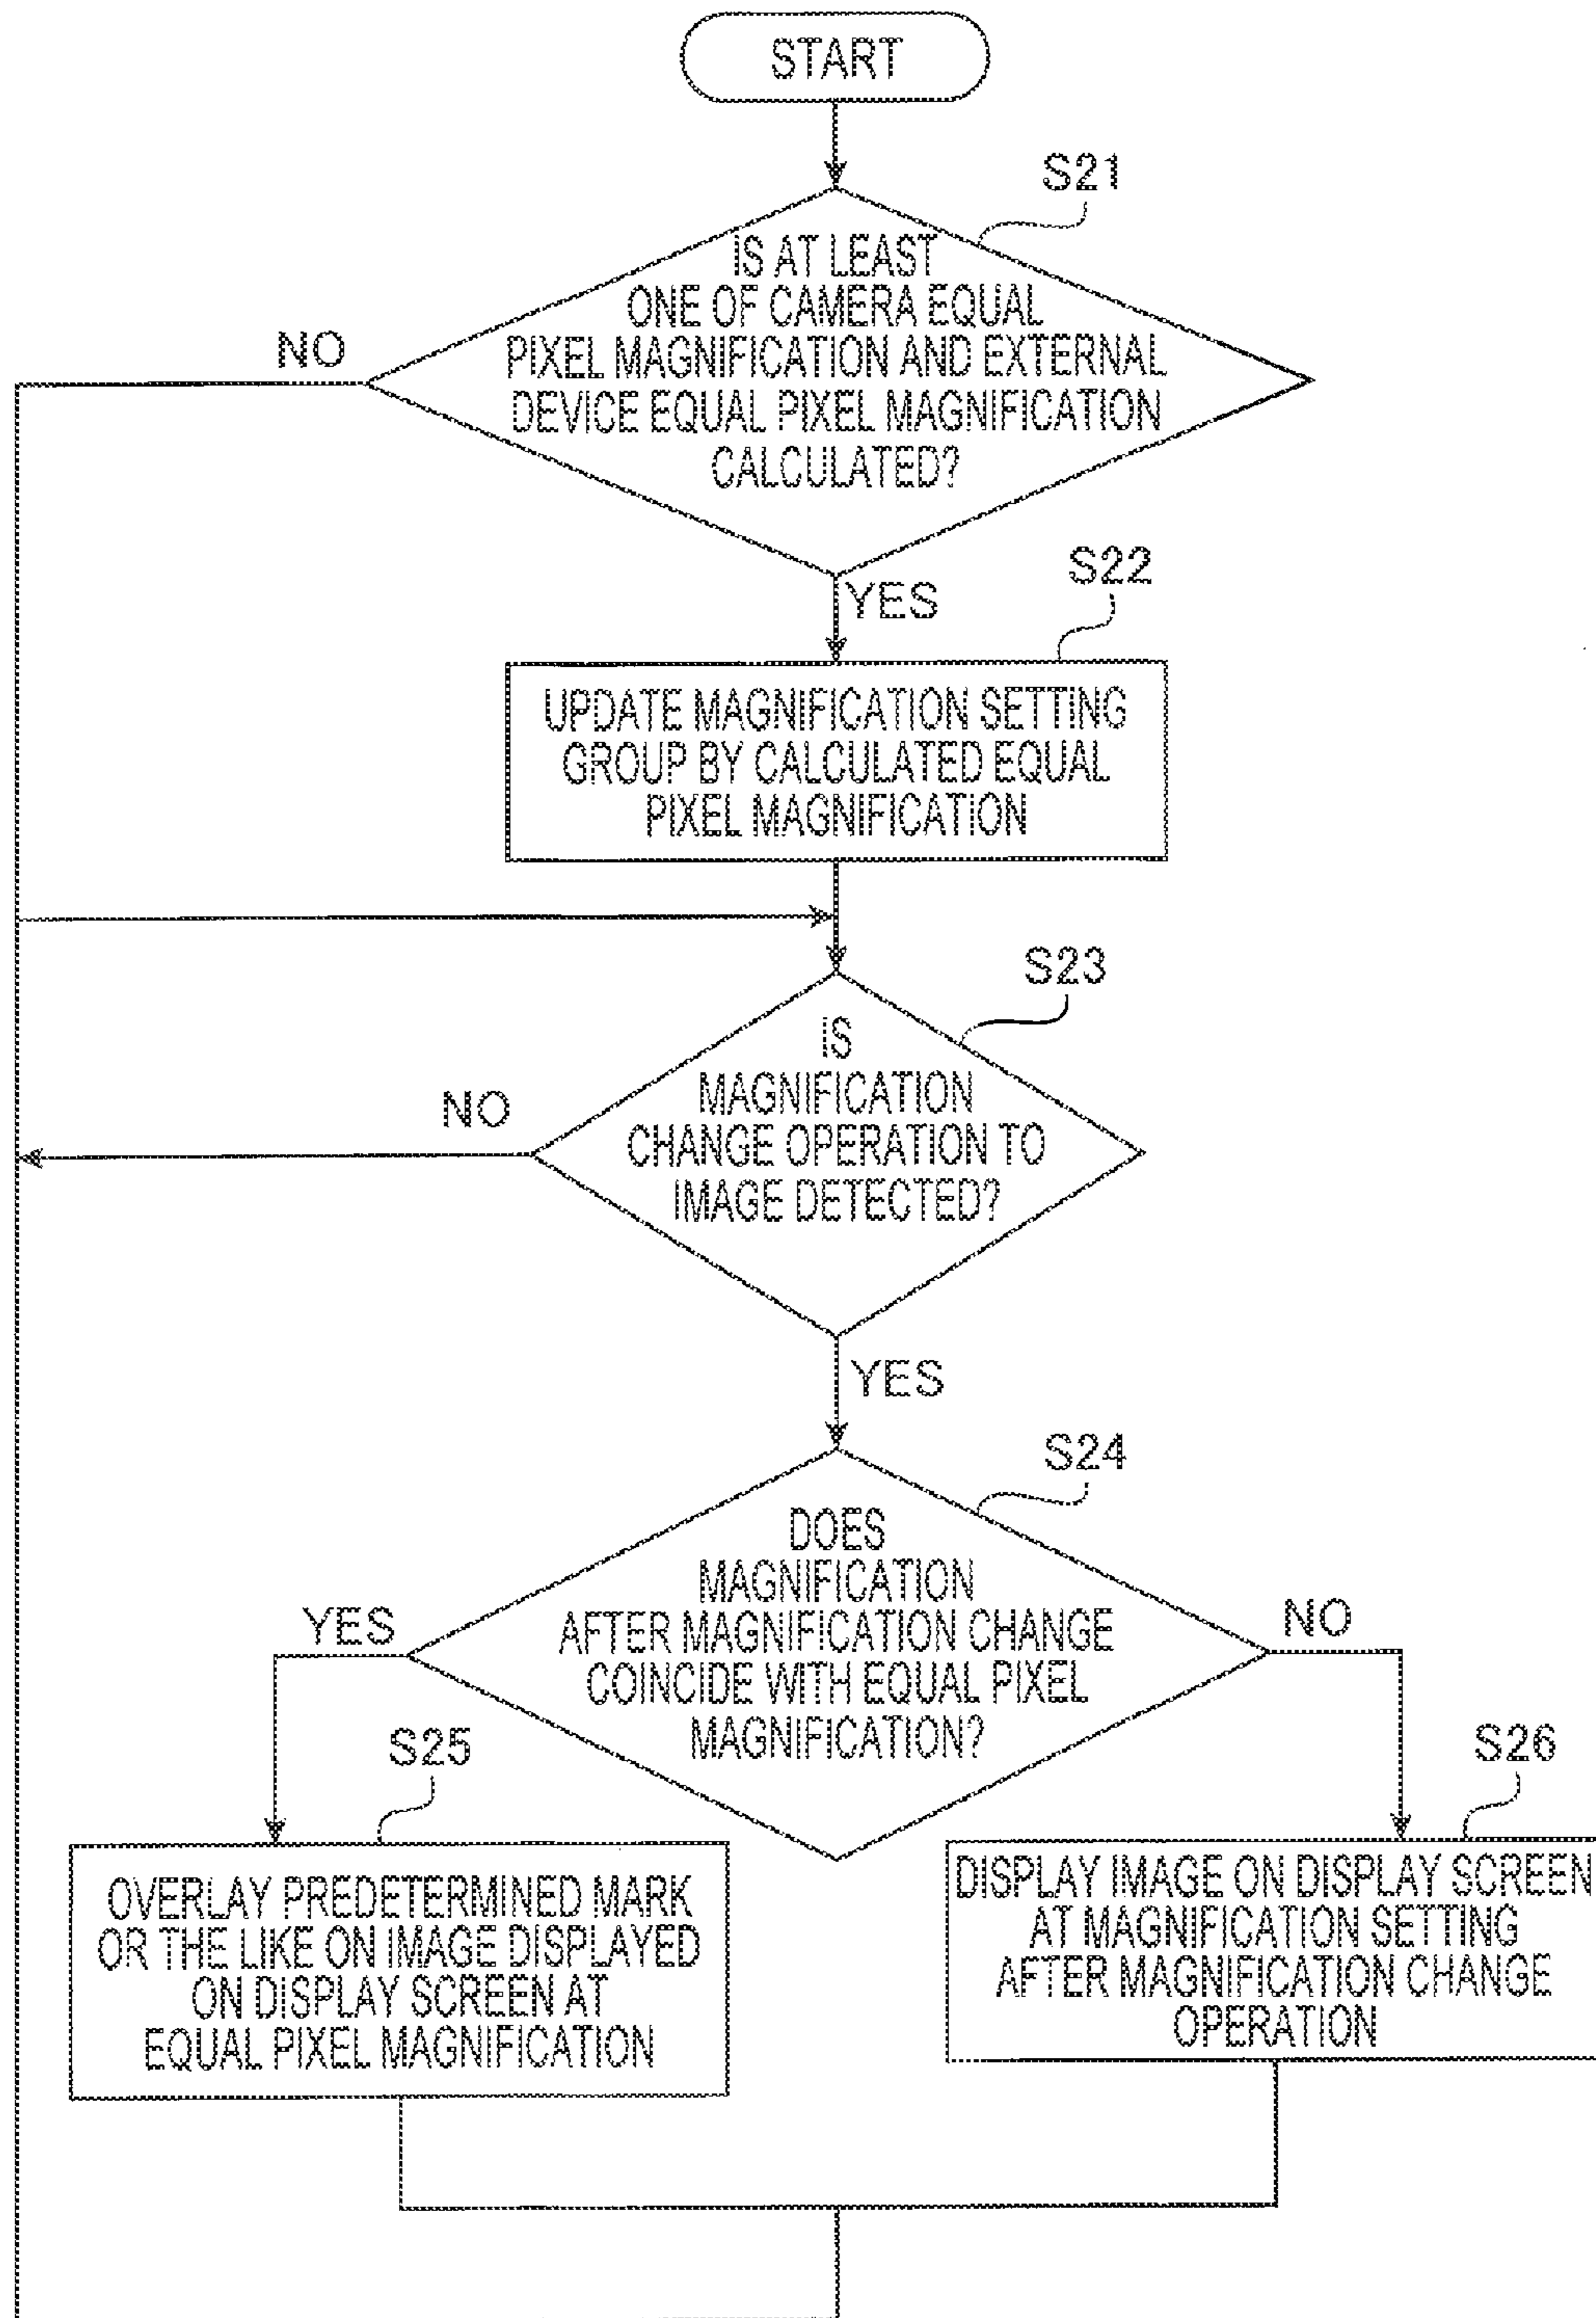 START
S21
IS AT LEAST
ONE OF CAMERA EQUAL
PIXEL MAGNIFICATION AND EXTERNAL
DEVICE EQUAL PIXEL MAGNIFICATION
CALCULATED?
NO
YES
S22
UPDATE MAGNIFICATION SETTING
GROUP BY CALCULATED EQUAL
PIXEL MAGNIFICATION
S23
IS
MAGNIFICATION
CHANGE OPERATION TO
IMAGE DETECTED?
NO
YES
S24
DOES
MAGNIFICATION
AFTER MAGNIFICATION CHANGE
COINCIDE WITH EQUAL PIXEL
MAGNIFICATION?
YES
NO
S25
OVERLAY PREDETERMINED MARK
OR THE LIKE ON IMAGE DISPLAYED
ON DISPLAY SCREEN AT
EQUAL PIXEL MAGNIFICATION
S26
DISPLAY IMAGE ON DISPLAY SCREEN
AT MAGNIFICATION SETTING
AFTER MAGNIFICATION CHANGE
OPERATION